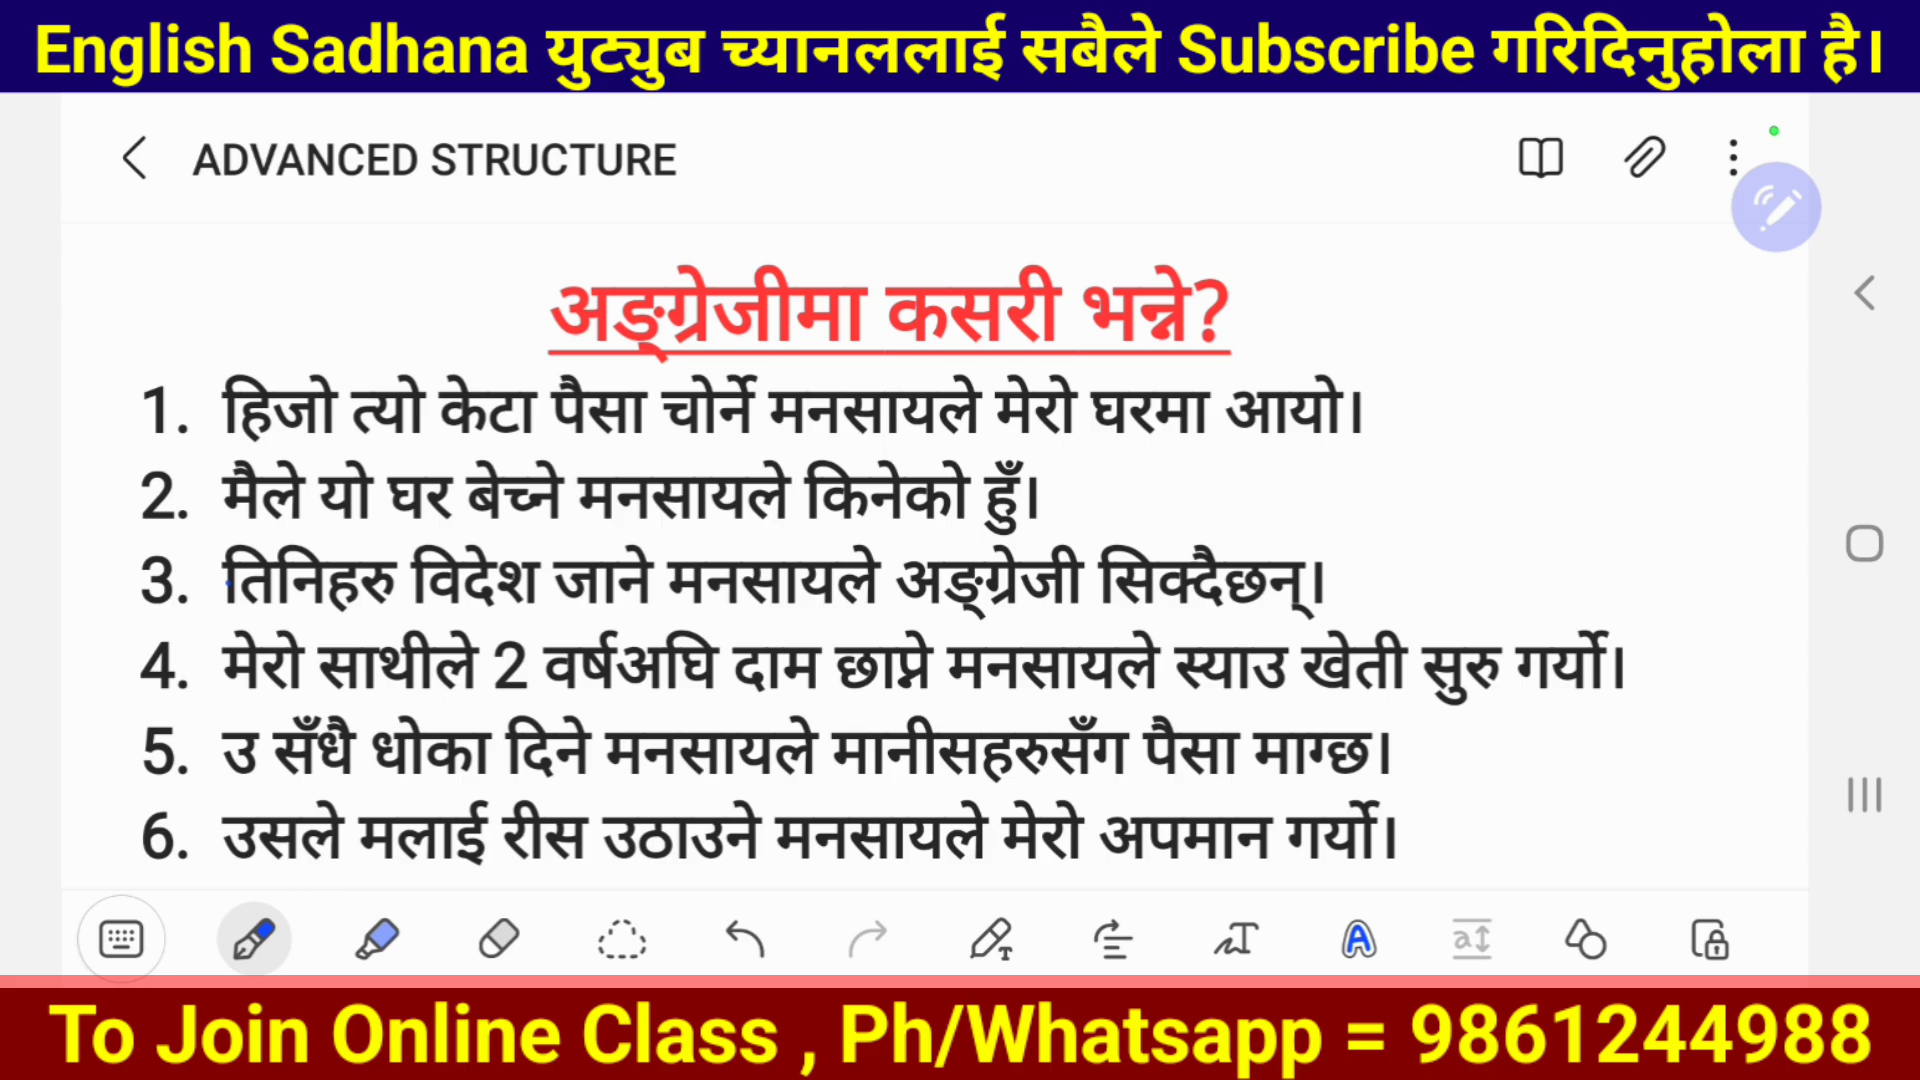 English Sadhana युट्युब च्यानललाई सबैले Subscribe गरिदिनुहोला है।
ADVANCED STRUCTURE
अङ्ग्रेजीमा कसरी भन्ने?
1. हिजो त्यो केटा पैसा चोर्ने मनसायले मेरो घरमा आयो।
2. मैले यो घर बेच्ने मनसायले किनेको हुँ।
3. तिनिहरु विदेश जाने मनसायले अङ्ग्रेजी सिक्दैछन्।
4. मेरो साथीले 2 वर्षअघि दाम छाप्ने मनसायले स्याउ खेती सुरु गर्यो।
5. उ सँधै धोका दिने मनसायले मानीसहरुसँग पैसा माग्छ।
6. उसले मलाई रीस उठाउने मनसायले मेरो अपमान गर्यो।
To Join Online Class , Ph/Whatsapp = 9861244988